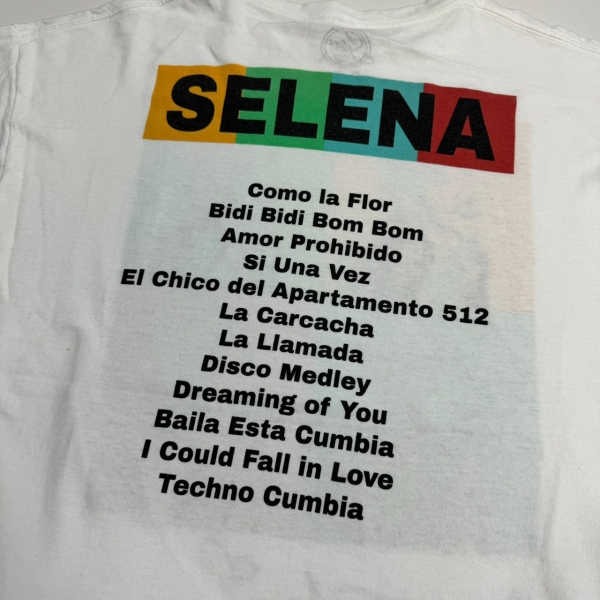 SELENA
Como la Flor
Bidi Bidi Bom Bom
Amor Prohibido
Si Una Vez
El Chico del Apartamento 512
La Carcacha
La Llamada
Disco Medley
Dreaming of You
Baila Esta Cumbia
I Could Fall in Love
Techno Cumbia